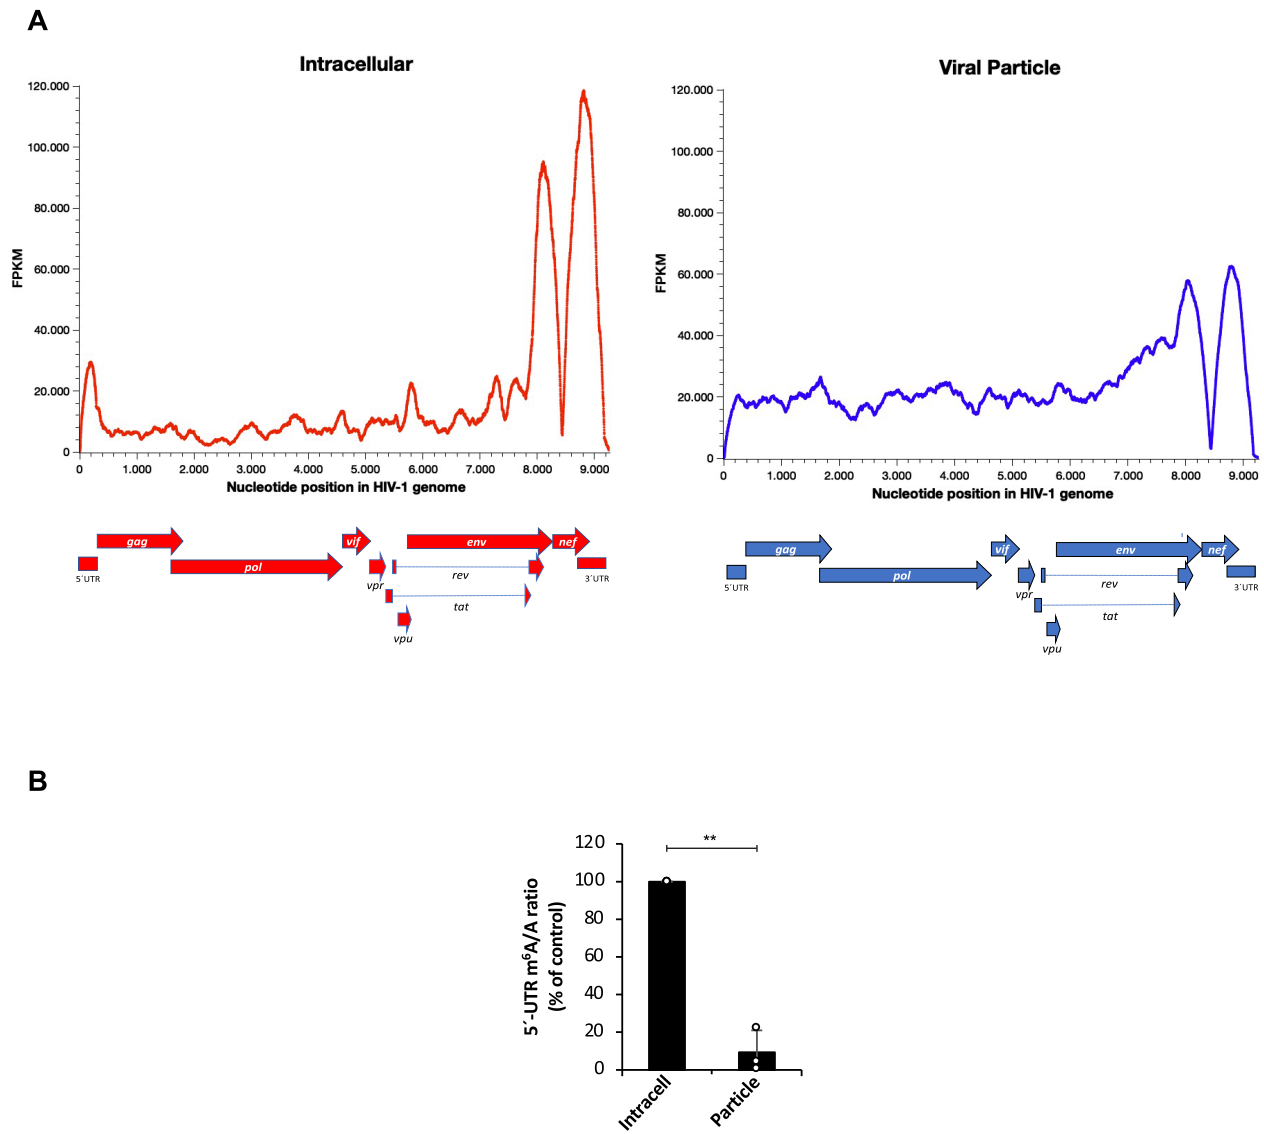 A
Intracellular
120.000
100.000
80.000
60.000
40.000
20.000
0
FPKM
0 1.000 2.000 3.000 4.000 5.000 6.000 7.000 8.000 9.000
Nucleotide position in HIV-1 genome
gag vif env nef
5´UTR pol vpr rev 3´UTR
tat
vpu
Viral Particle
120.000
100.000
80.000
60.000
40.000
20.000
0
FPKM
0 1.000 2.000 3.000 4.000 5.000 6.000 7.000 8.000 9.000
Nucleotide position in HIV-1 genome
gag vif env nef
5´UTR pol vpr rev 3´UTR
tat
vpu
B
120
100
80
60
40
20
0
5´-UTR m⁶A/A ratio
(% of control)
**
Intracell
Particle